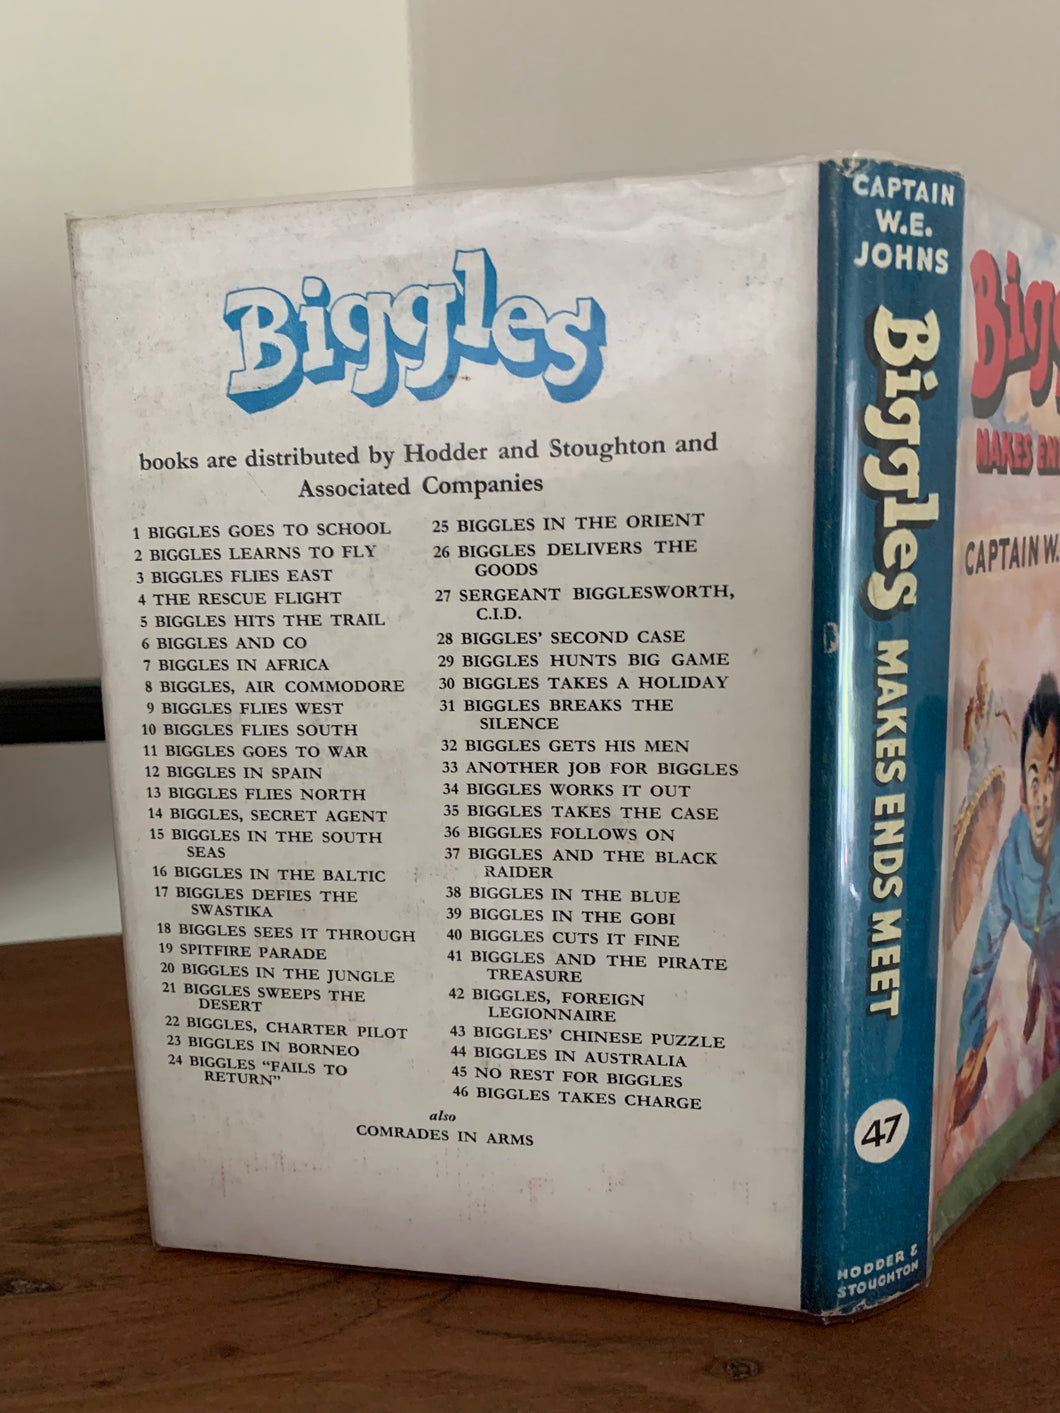 Biggles
books are distributed by Hodder and Stoughton and
Associated Companies
1 BIGGLES GOES TO SCHOOL
2 BIGGLES LEARNS TO FLY
3 BIGGLES FLIES EAST
4 THE RESCUE FLIGHT
5 BIGGLES HITS THE TRAIL
6 BIGGLES AND CO
7 BIGGLES IN AFRICA
8 BIGGLES, AIR COMMODORE
9 BIGGLES FLIES WEST
10 BIGGLES FLIES SOUTH
11 BIGGLES GOES TO WAR
12 BIGGLES IN SPAIN
13 BIGGLES FLIES NORTH
14 BIGGLES, SECRET AGENT
15 BIGGLES IN THE SOUTH
SEAS
16 BIGGLES IN THE BALTIC
17 BIGGLES DEFIES THE
SWASTIKA
18 BIGGLES SEES IT THROUGH
19 SPITFIRE PARADE
20 BIGGLES IN THE JUNGLE
21 BIGGLES SWEEPS THE
DESERT
22 BIGGLES, CHARTER PILOT
23 BIGGLES IN BORNEO
24 BIGGLES "FAILS TO
RETURN"
25 BIGGLES IN THE ORIENT
26 BIGGLES DELIVERS THE
GOODS
27 SERGEANT BIGGLESWORTH,
C.I.D.
28 BIGGLES' SECOND CASE
29 BIGGLES HUNTS BIG GAME
30 BIGGLES TAKES A HOLIDAY
31 BIGGLES BREAKS THE
SILENCE
32 BIGGLES GETS HIS MEN
33 ANOTHER JOB FOR BIGGLES
34 BIGGLES WORKS IT OUT
35 BIGGLES TAKES THE CASE
36 BIGGLES FOLLOWS ON
37 BIGGLES AND THE BLACK
RAIDER
38 BIGGLES IN THE BLUE
39 BIGGLES IN THE GOBI
40 BIGGLES CUTS IT FINE
41 BIGGLES AND THE PIRATE
TREASURE
42 BIGGLES, FOREIGN
LEGIONNAIRE
43 BIGGLES' CHINESE PUZZLE
44 BIGGLES IN AUSTRALIA
45 NO REST FOR BIGGLES
46 BIGGLES TAKES CHARGE
also
COMRADES IN ARMS
CAPTAIN
W.E.
JOHNS
Biggles MAKES ENDS MEET
47
HODDER &
STOUGHTON
Bigg
MAKES EN
CAPTAIN W.